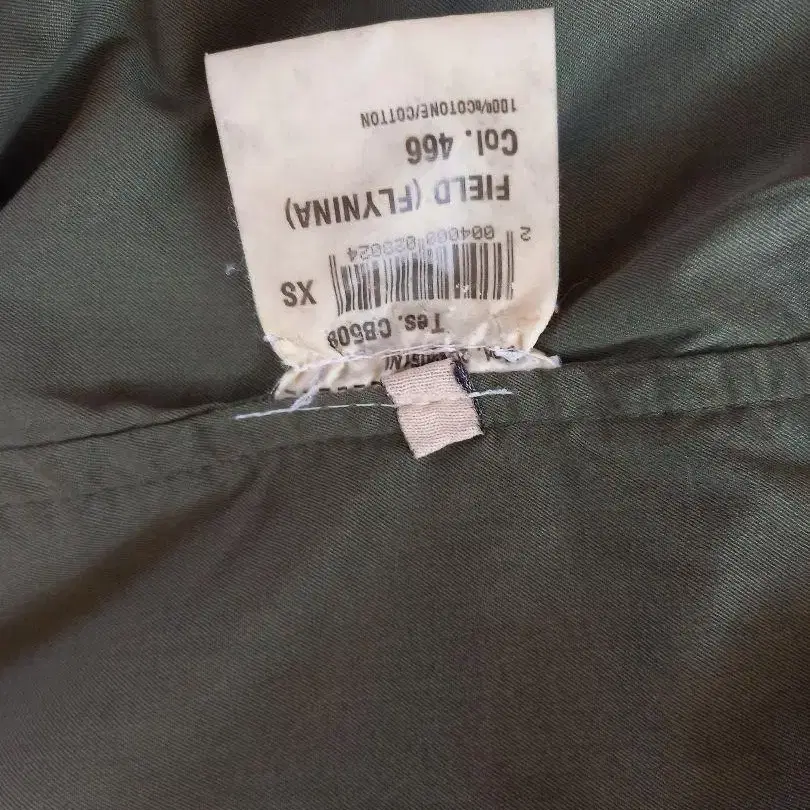 Tes. CB508
XS
2 004000 028024
FIELD (FLYNINA)
Col. 466
100%COTONE/COTTON